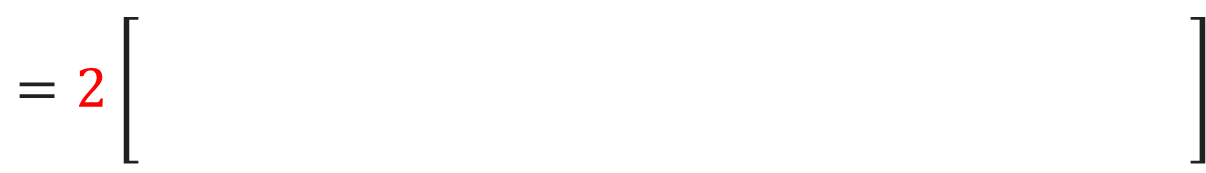 = 2 [ ]